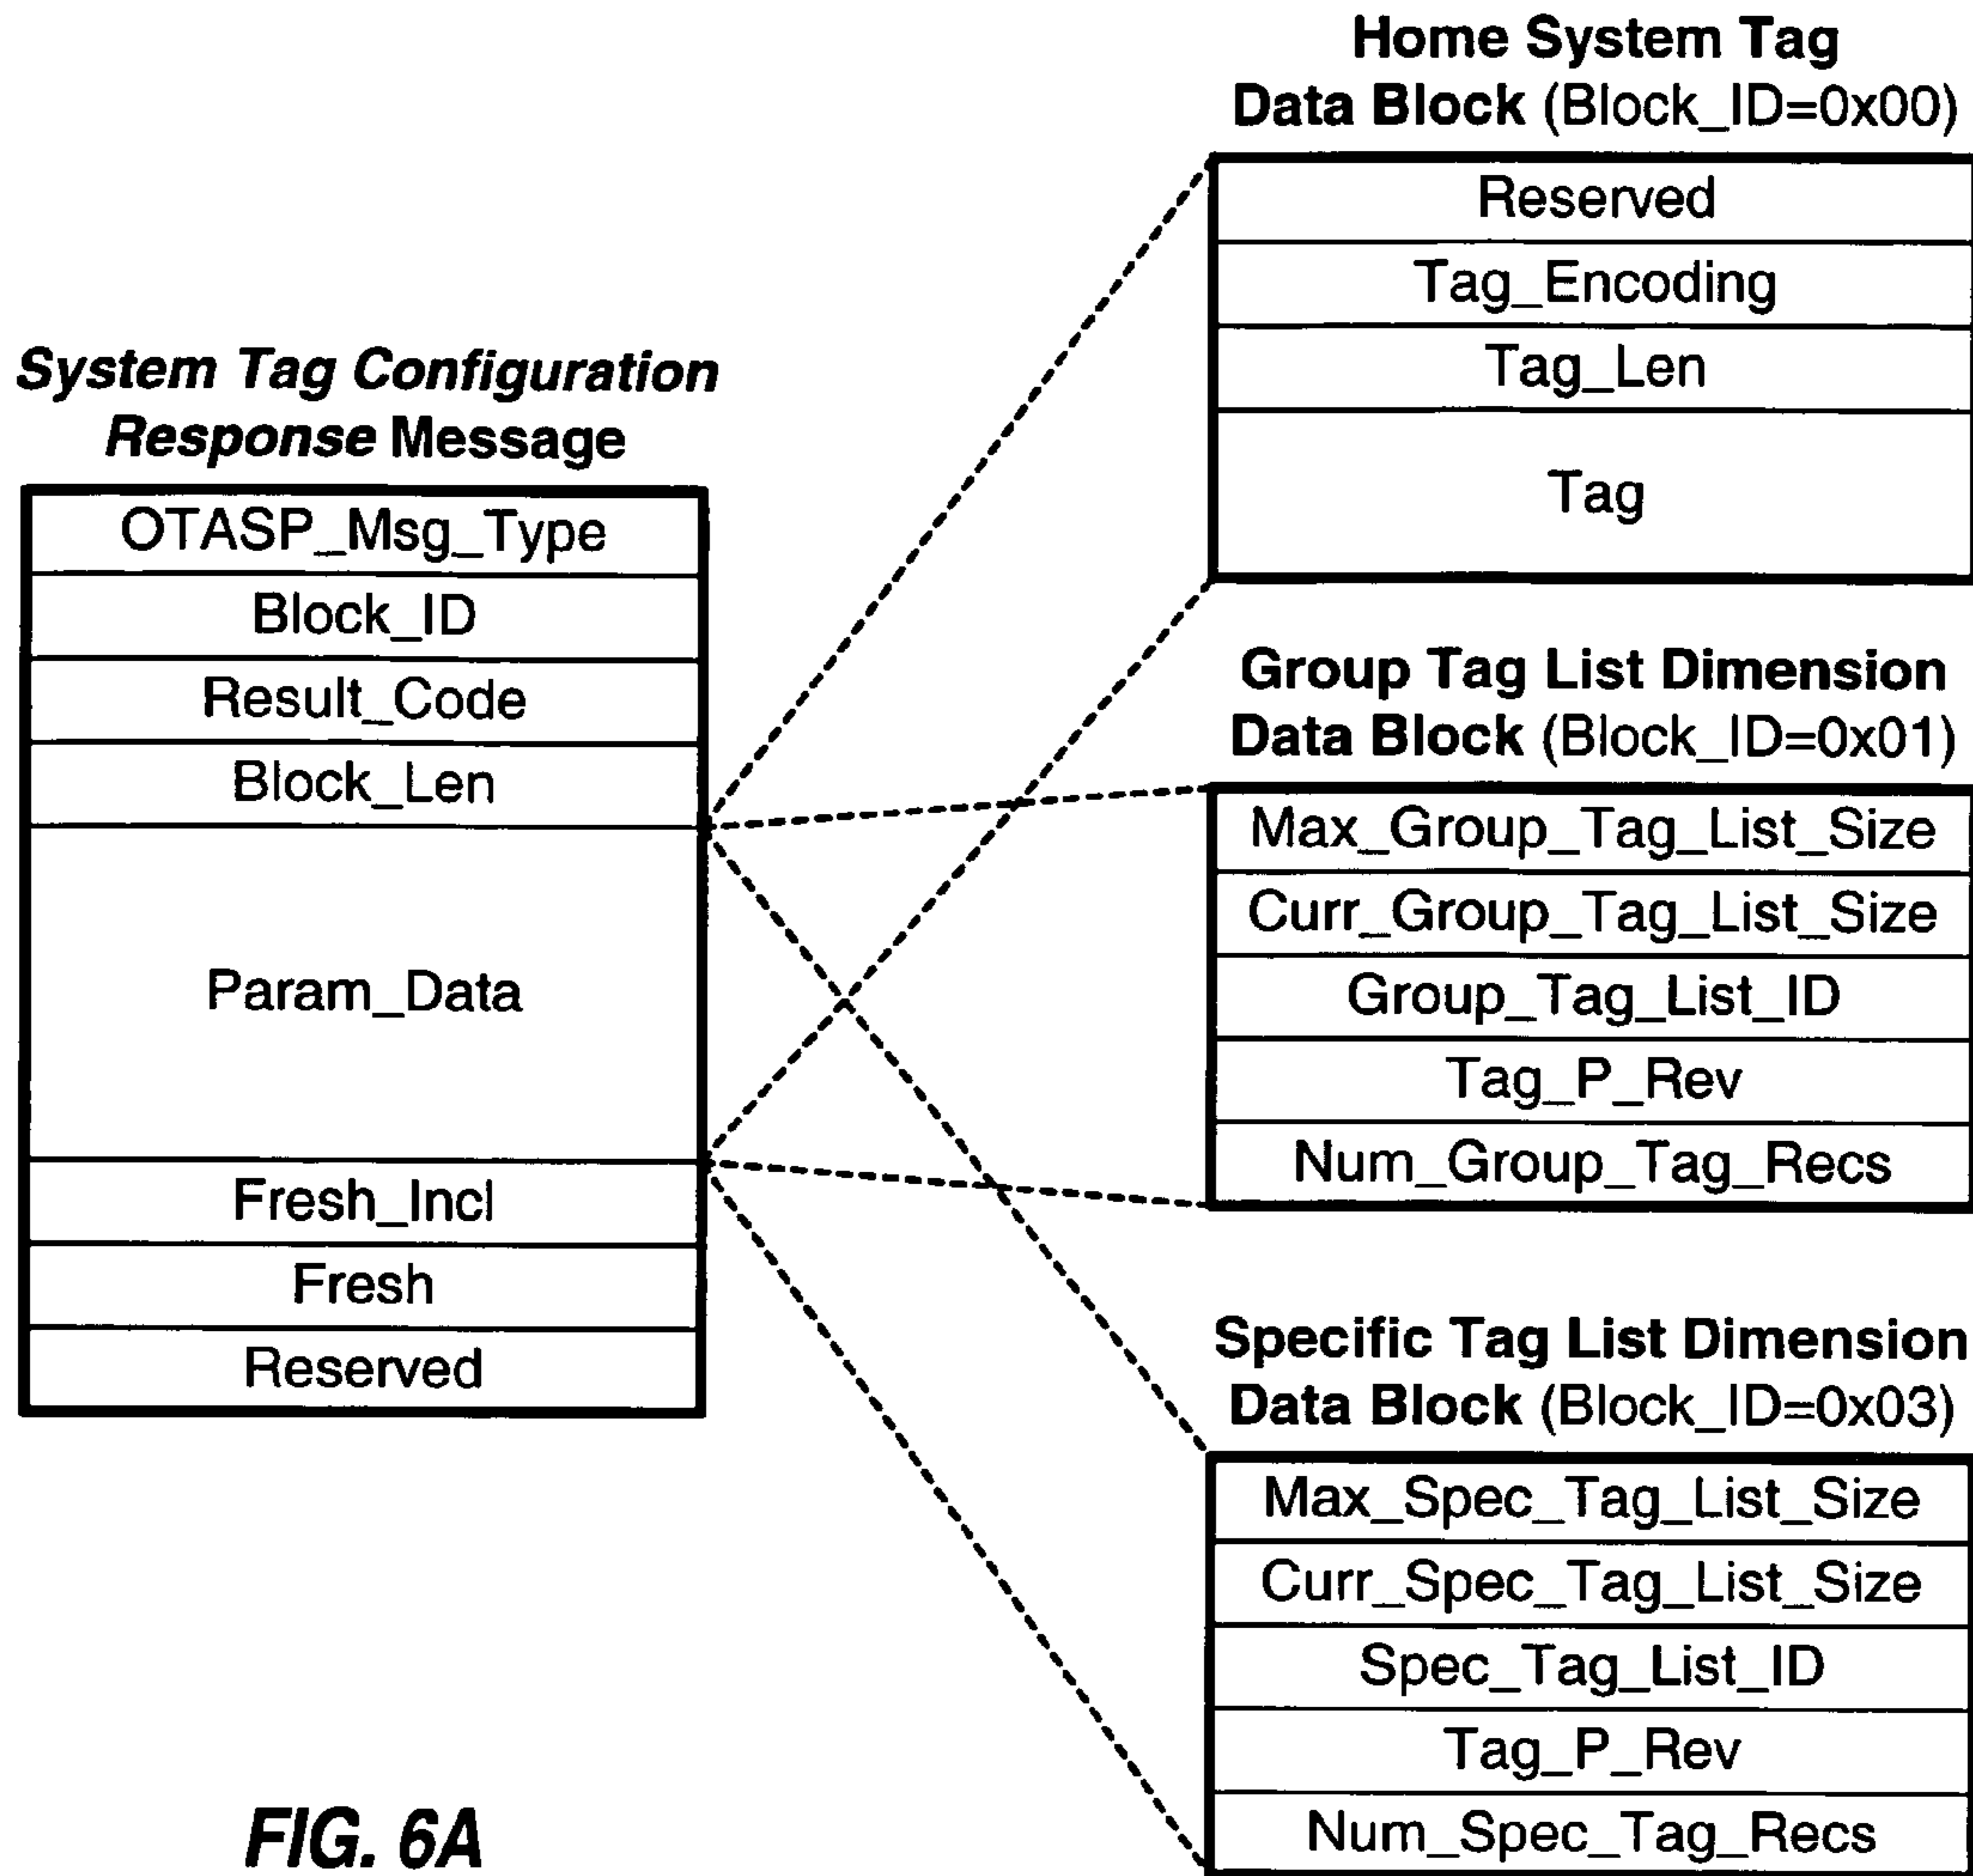 System Tag Configuration
Response Message
OTASP_Msg_Type
Block_ID
Result_Code
Block_Len
Param_Data
Fresh_Incl
Fresh
Reserved
Home System Tag
Data Block (Block_ID=0x00)
Reserved
Tag_Encoding
Tag_Len
Tag
Group Tag List Dimension
Data Block (Block_ID=0x01)
Max_Group_Tag_List_Size
Curr_Group_Tag_List_Size
Group_Tag_List_ID
Tag_P_Rev
Num_Group_Tag_Recs
Specific Tag List Dimension
Data Block (Block_ID=0x03)
Max_Spec_Tag_List_Size
Curr_Spec_Tag_List_Size
Spec_Tag_List_ID
Tag_P_Rev
Num_Spec_Tag_Recs
FIG. 6A